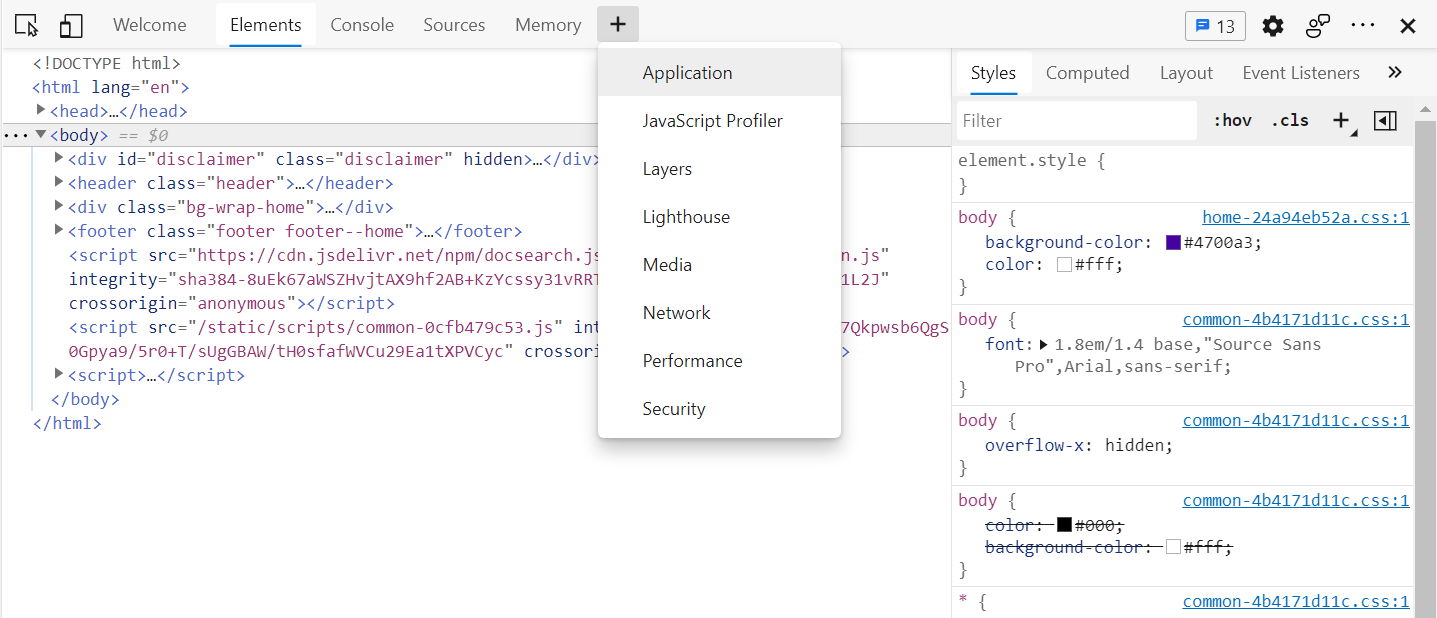 Welcome Elements Console Sources Memory + 13
<!DOCTYPE html>
<html lang="en">
<head>…</head>
<body> == $0
<div id="disclaimer" class="disclaimer" hidden>…</div>
<header class="header">…</header>
<div class="bg-wrap-home">…</div>
<footer class="footer footer--home">…</footer>
<script src="https://cdn.jsdelivr.net/npm/docsearch.js n.js"
integrity="sha384-8uEk67aWSZHvjtAX9hf2AB+KzYcssy31vRRT 1L2J"
crossorigin="anonymous"></script>
<script src="/static/scripts/common-0cfb479c53.js" int 7Qkpwsb6QgS
0Gpya9/5r0+T/sUgGBAW/tH0sfafWVCu29Ea1tXPVCyc" crossori >
<script>…</script>
</body>
</html>
Application
JavaScript Profiler
Layers
Lighthouse
Media
Network
Performance
Security
Styles Computed Layout Event Listeners »
Filter :hov .cls +
element.style {
}
body { home-24a94eb52a.css:1
background-color: #4700a3;
color: #fff;
}
body { common-4b4171d11c.css:1
font: 1.8em/1.4 base,"Source Sans
Pro",Arial,sans-serif;
}
body { common-4b4171d11c.css:1
overflow-x: hidden;
}
body { common-4b4171d11c.css:1
color: #000;
background-color: #fff;
}
* { common-4b4171d11c.css:1